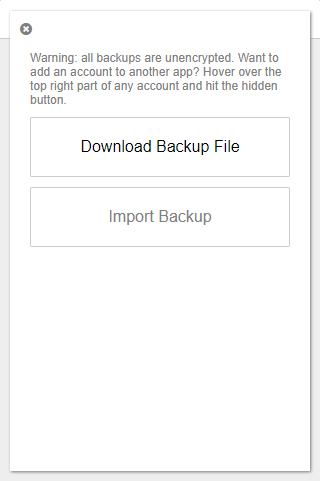 Warning: all backups are unencrypted. Want to
add an account to another app? Hover over the
top right part of any account and hit the hidden
button.
Download Backup File
Import Backup